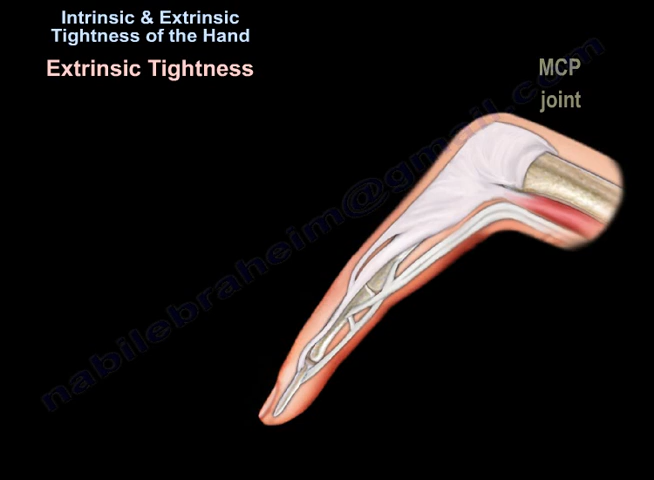 Intrinsic & Extrinsic
Tightness of the Hand
Extrinsic Tightness
MCP
joint
nabilebraheim@gmail.com